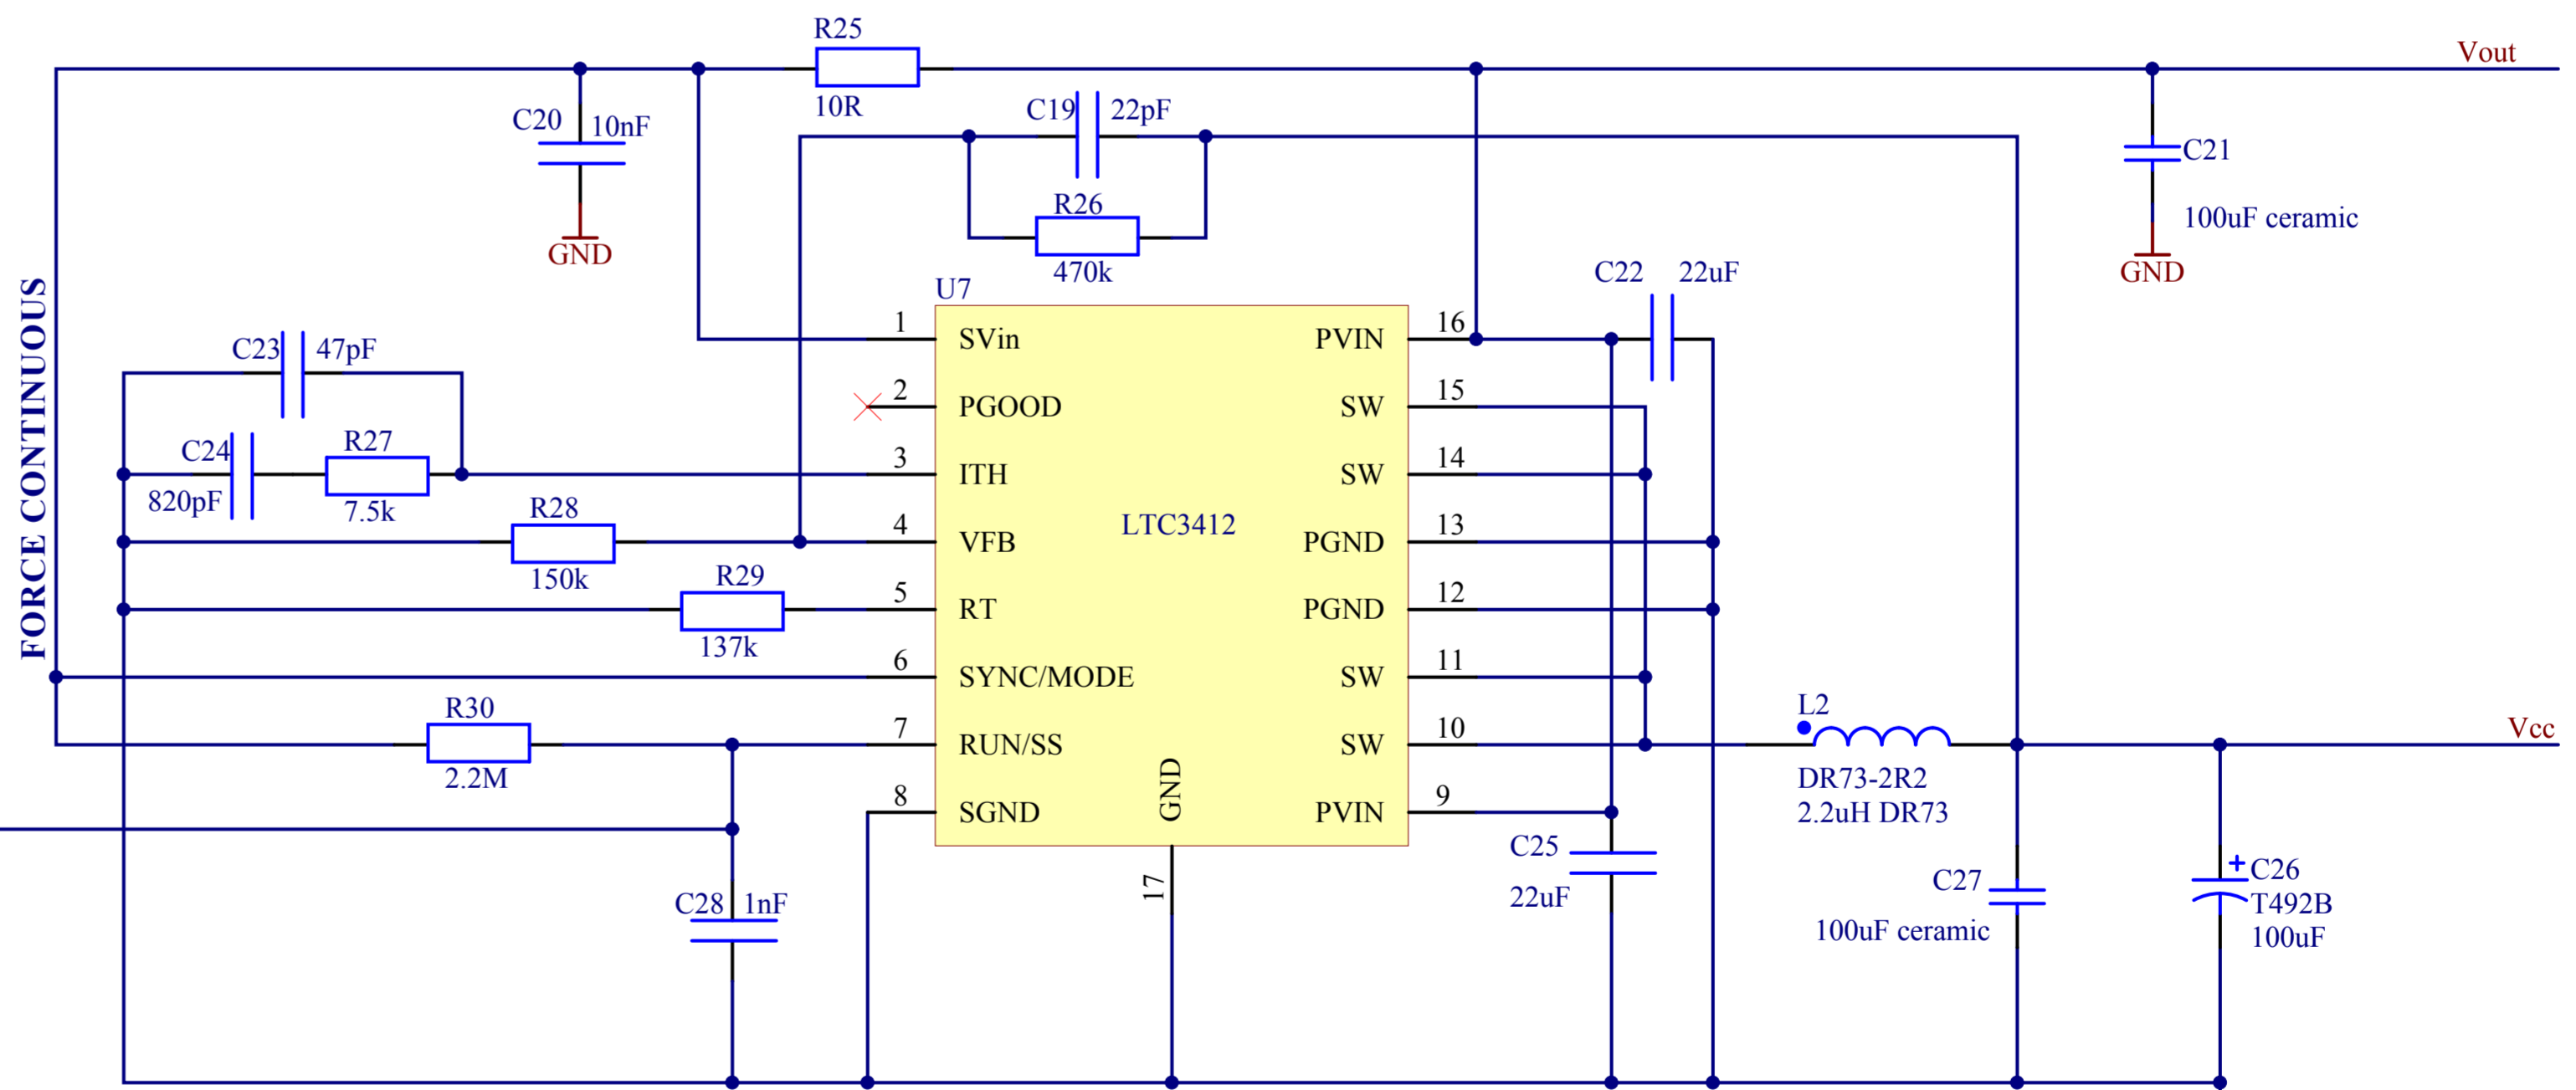 R25
Vout
10R
C20
10nF
C19
22pF
C21
100uF ceramic
GND
GND
R26
470k
FORCE CONTINUOUS
U7
C22
22uF
C23
47pF
C24
820pF
R27
7.5k
R28
150k
R29
137k
R30
2.2M
1
SVin
2
PGOOD
3
ITH
4
VFB
5
RT
6
SYNC/MODE
7
RUN/SS
8
SGND
LTC3412
GND
17
PVIN
16
SW
15
SW
14
PGND
13
PGND
12
SW
11
SW
10
PVIN
9
L2
DR73-2R2
2.2uH DR73
Vcc
C25
22uF
C27
100uF ceramic
+
C26
T492B
100uF
C28
1nF